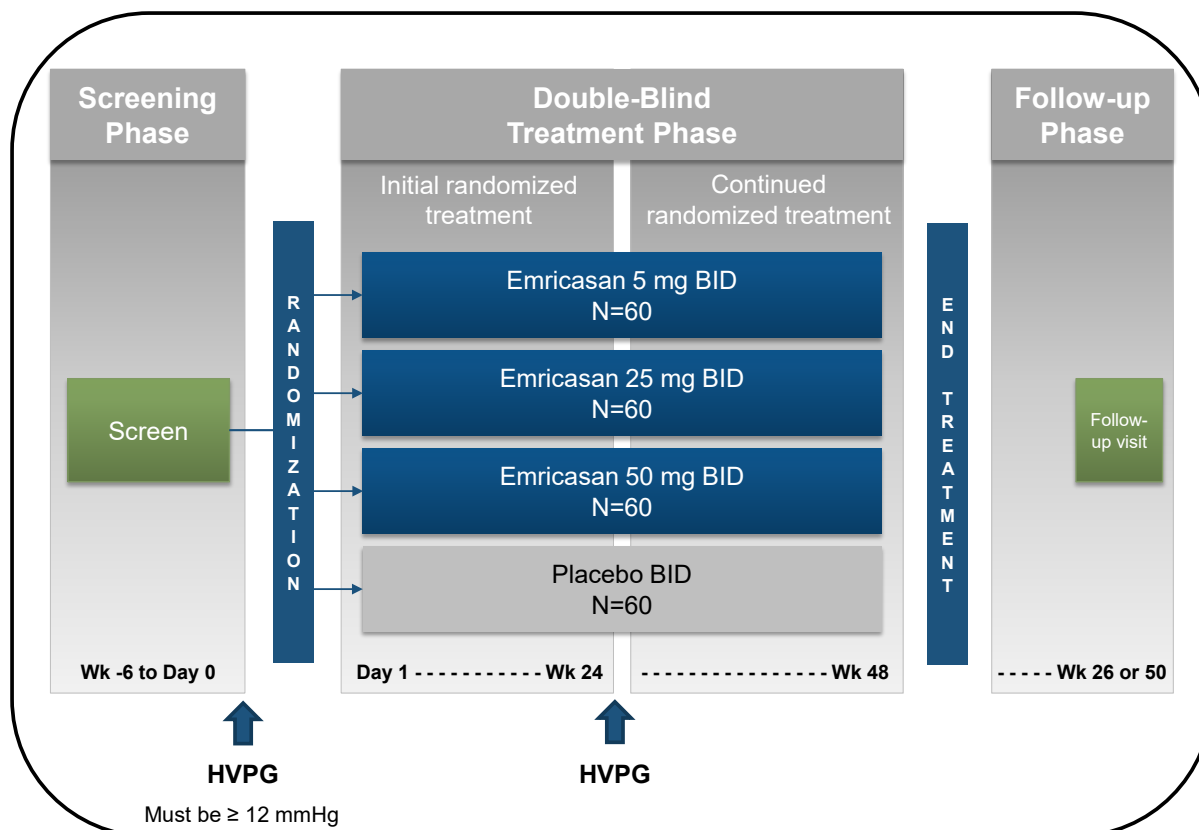 Screening
Phase
Double-Blind
Treatment Phase
Follow-up
Phase
Initial randomized
treatment
Continued
randomized treatment
RANDOMIZATION
Emricasan 5 mg BID
N=60
Emricasan 25 mg BID
N=60
Emricasan 50 mg BID
N=60
Placebo BID
N=60
Screen
END TREATMENT
Follow-
up visit
Wk -6 to Day 0
Day 1 - - - - - - - - - - - Wk 24
- - - - - - - - - - - - - - - - Wk 48
- - - - - Wk 26 or 50
HVPG
Must be ≥ 12 mmHg
HVPG